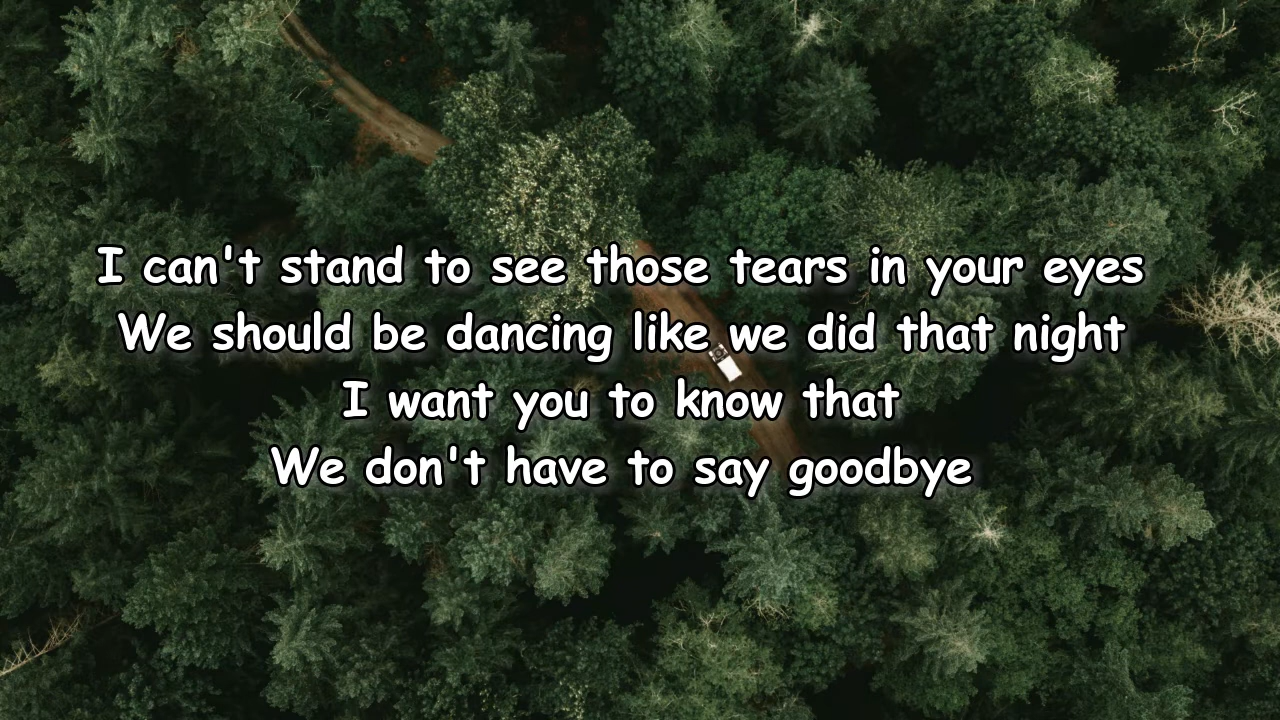 I can't stand to see those tears in your eyes
We should be dancing like we did that night
I want you to know that
We don't have to say goodbye